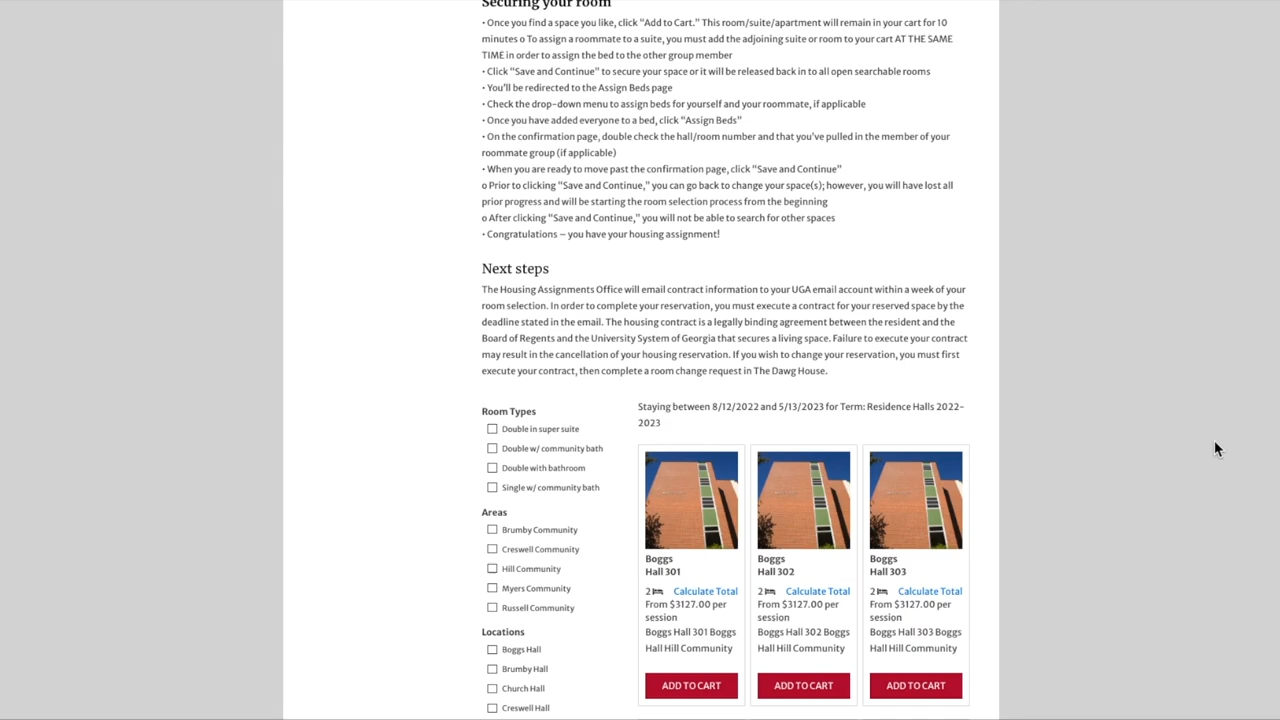 Securing your room
• Once you find a space you like, click “Add to Cart.” This room/suite/apartment will remain in your cart for 10
minutes o To assign a roommate to a suite, you must add the adjoining suite or room to your cart AT THE SAME
TIME in order to assign the bed to the other group member
• Click “Save and Continue” to secure your space or it will be released back in to all open searchable rooms
• You’ll be redirected to the Assign Beds page
• Check the drop-down menu to assign beds for yourself and your roommate, if applicable
• Once you have added everyone to a bed, click “Assign Beds”
• On the confirmation page, double check the hall/room number and that you’ve pulled in the member of your
roommate group (if applicable)
• When you are ready to move past the confirmation page, click “Save and Continue”
o Prior to clicking “Save and Continue,” you can go back to change your space(s); however, you will have lost all
prior progress and will be starting the room selection process from the beginning
o After clicking “Save and Continue,” you will not be able to search for other spaces
• Congratulations – you have your housing assignment!
Next steps
The Housing Assignments Office will email contract information to your UGA email account within a week of your
room selection. In order to complete your reservation, you must execute a contract for your reserved space by the
deadline stated in the email. The housing contract is a legally binding agreement between the resident and the
Board of Regents and the University System of Georgia that secures a living space. Failure to execute your contract
may result in the cancellation of your housing reservation. If you wish to change your reservation, you must first
execute your contract, then complete a room change request in The Dawg House.
Room Types
Double in super suite
Double w/ community bath
Double with bathroom
Single w/ community bath
Areas
Brumby Community
Creswell Community
Hill Community
Myers Community
Russell Community
Locations
Boggs Hall
Brumby Hall
Church Hall
Creswell Hall
Staying between 8/12/2022 and 5/13/2023 for Term: Residence Halls 2022-
2023
Boggs
Hall 301
2 Calculate Total
From $3127.00 per
session
Boggs Hall 301 Boggs
Hall Hill Community
ADD TO CART
Boggs
Hall 302
2 Calculate Total
From $3127.00 per
session
Boggs Hall 302 Boggs
Hall Hill Community
ADD TO CART
Boggs
Hall 303
2 Calculate Total
From $3127.00 per
session
Boggs Hall 303 Boggs
Hall Hill Community
ADD TO CART